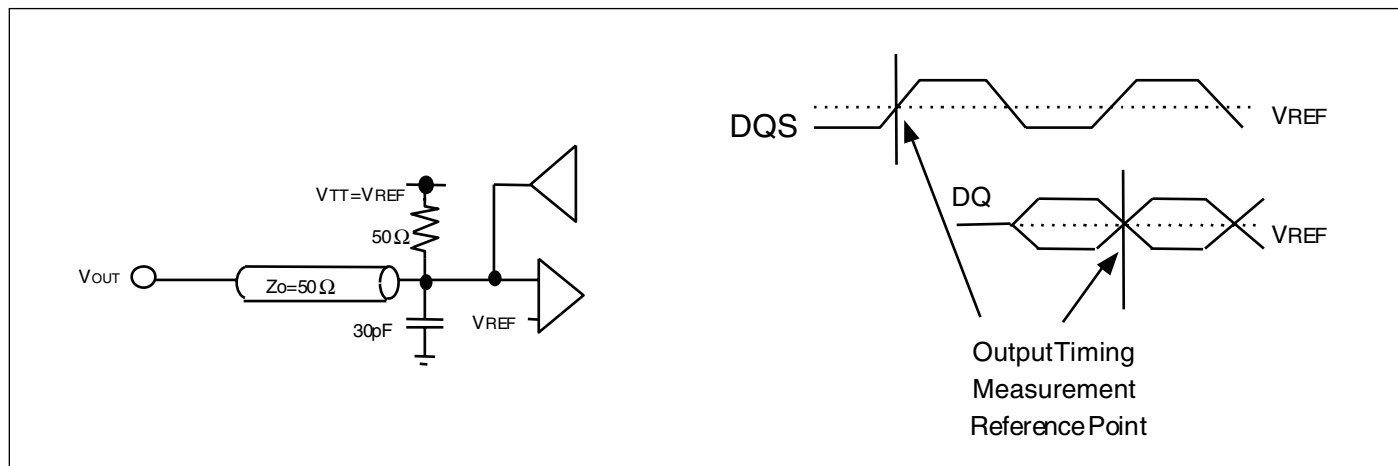 VTT=VREF
50Ω
VOUT
Zo=50Ω
30pF
VREF
DQS
VREF
DQ
VREF
OutputTiming
Measurement
ReferencePoint